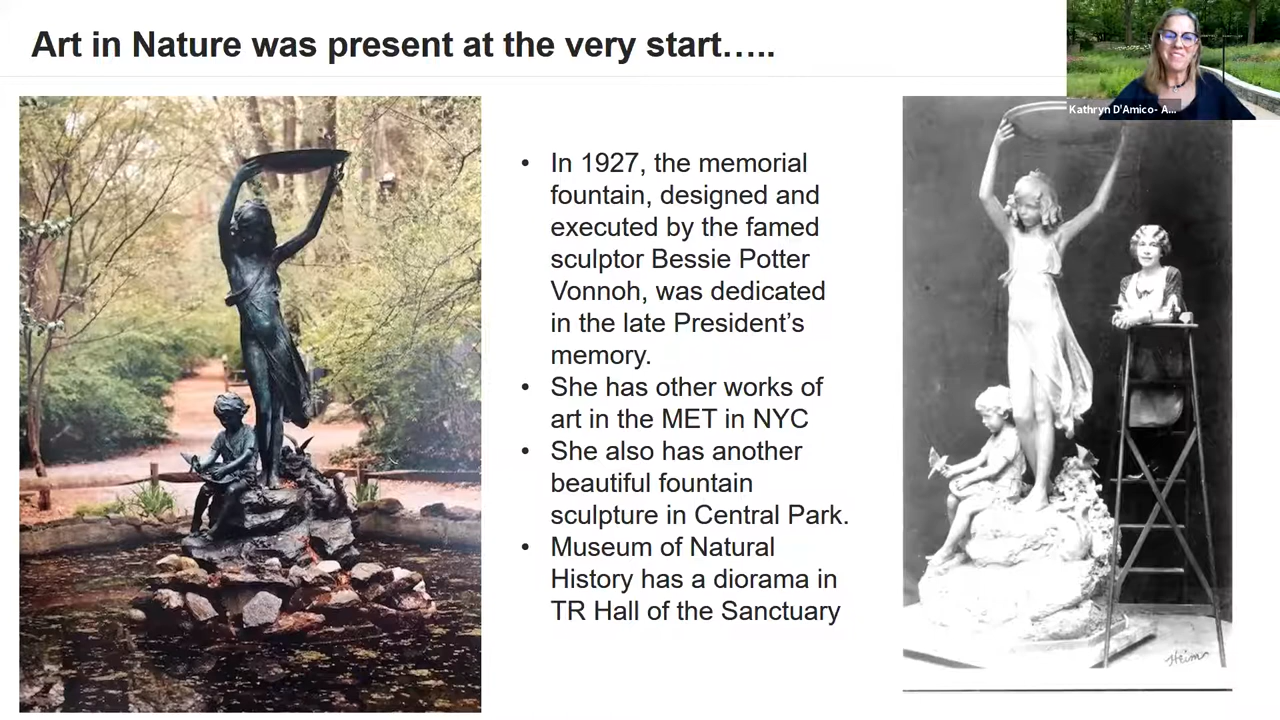 Art in Nature was present at the very start…..
Kathryn D'Amico- A...
• In 1927, the memorial
fountain, designed and
executed by the famed
sculptor Bessie Potter
Vonnoh, was dedicated
in the late President’s
memory.
• She has other works of
art in the MET in NYC
• She also has another
beautiful fountain
sculpture in Central Park.
• Museum of Natural
History has a diorama in
TR Hall of the Sanctuary